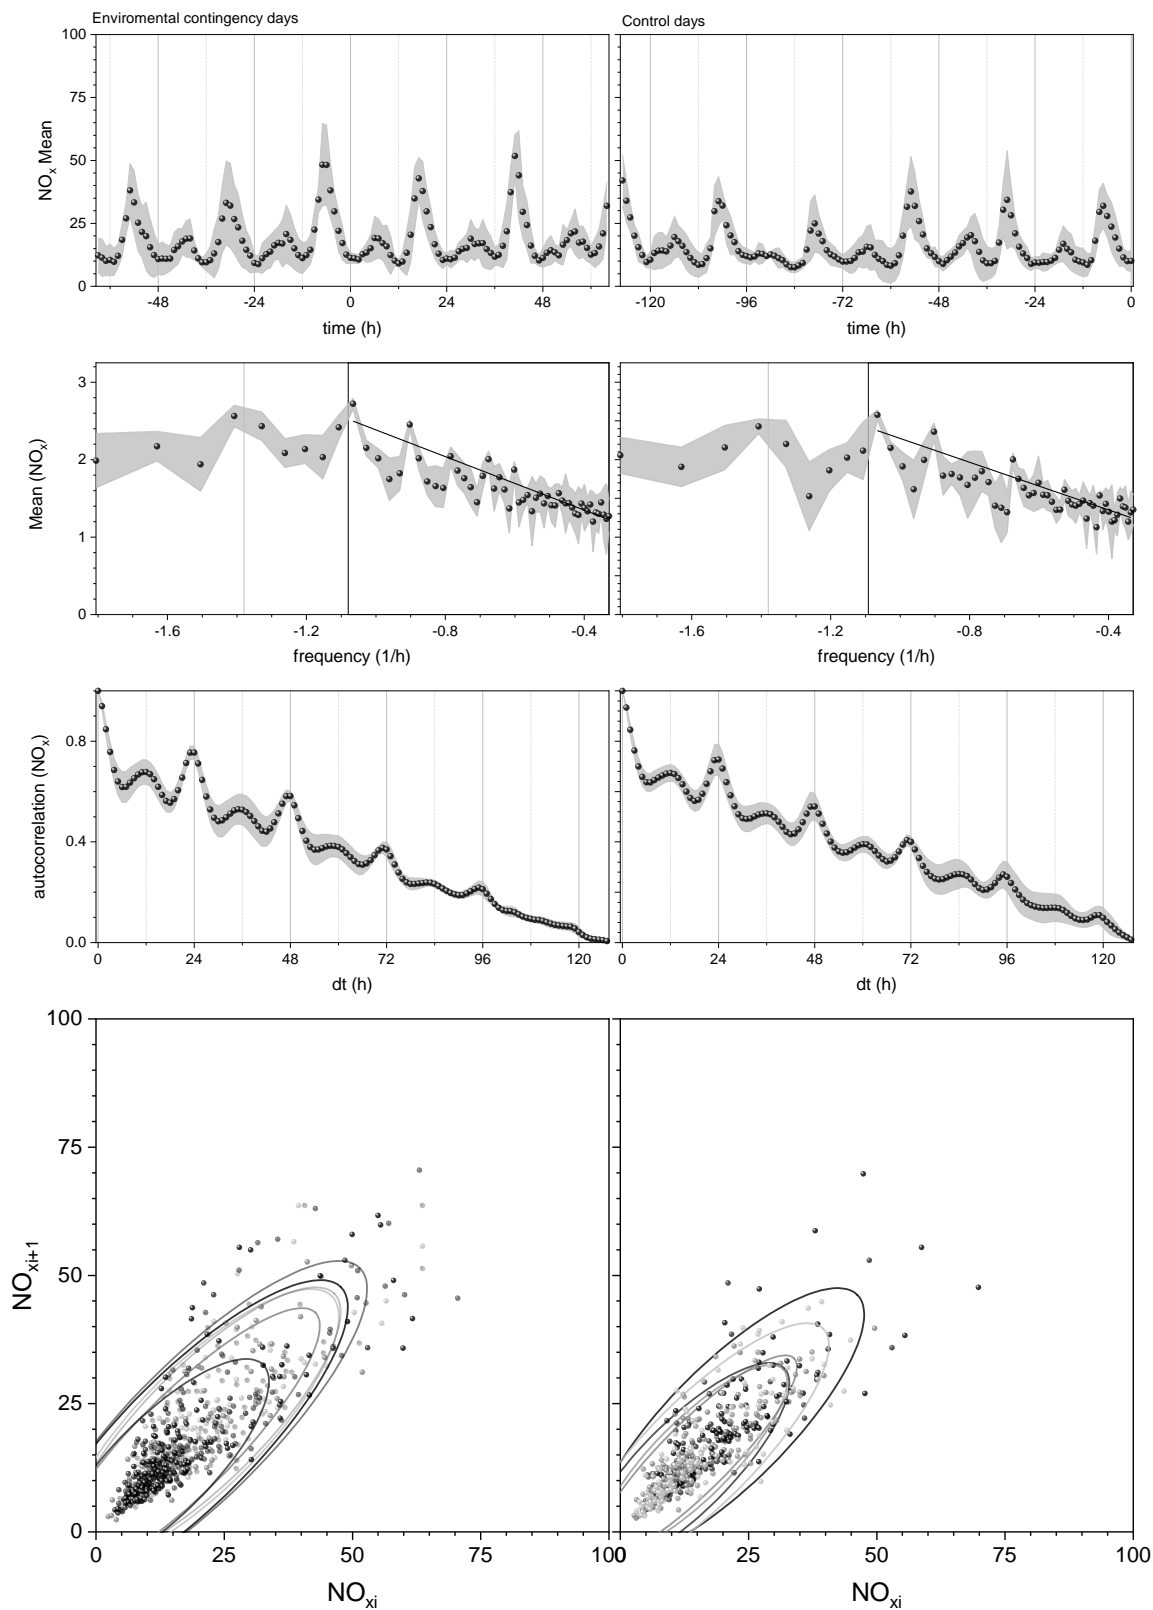 Enviromental contingency days
Control days
100
75
50
25
0
NOx Mean
-48 -24 0 24 48
-120 -96 -72 -48 -24 0
time (h)
time (h)
3
2
1
0
Mean (NOx)
-1.6 -1.2 -0.8 -0.4
-1.6 -1.2 -0.8 -0.4
frequency (1/h)
frequency (1/h)
0.8
0.4
0.0
autocorrelation (NOx)
0 24 48 72 96 120
0 24 48 72 96 120
dt (h)
dt (h)
100
75
50
25
0
NOxi+1
0 25 50 75 100
0 25 50 75 100
NOxi
NOxi